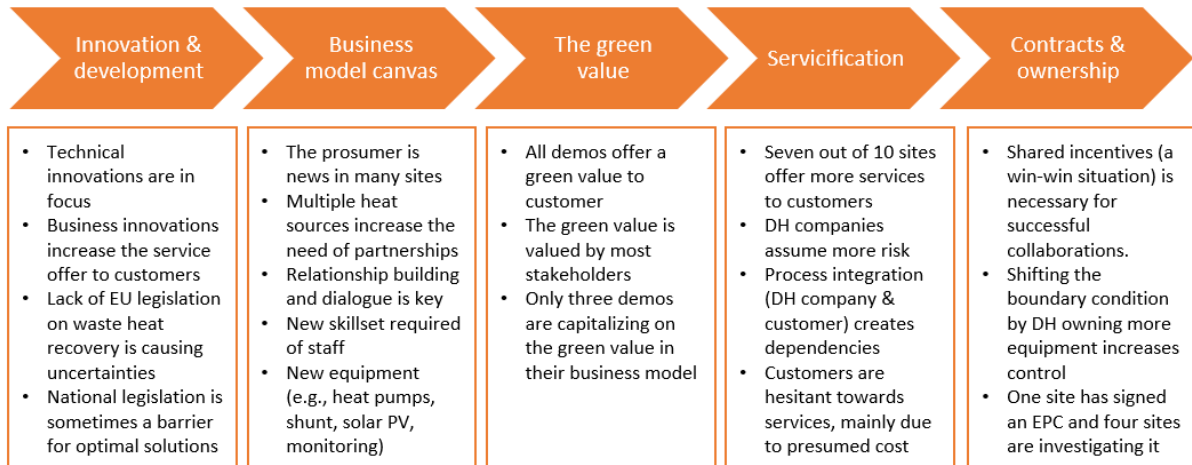 Innovation &
development
Business
model canvas
The green
value
Servicification
Contracts &
ownership
• Technical
innovations are in
focus
• Business innovations
increase the service
offer to customers
• Lack of EU legislation
on waste heat
recovery is causing
uncertainties
• National legislation is
sometimes a barrier
for optimal solutions
• The prosumer is
news in many sites
• Multiple heat
sources increase the
need of partnerships
• Relationship building
and dialogue is key
• New skillset required
of staff
• New equipment
(e.g., heat pumps,
shunt, solar PV,
monitoring)
• All demos offer a
green value to
customer
• The green value is
valued by most
stakeholders
• Only three demos
are capitalizing on
the green value in
their business model
• Seven out of 10 sites
offer more services
to customers
• DH companies
assume more risk
• Process integration
(DH company &
customer) creates
dependencies
• Customers are
hesitant towards
services, mainly due
to presumed cost
• Shared incentives (a
win-win situation) is
necessary for
successful
collaborations.
• Shifting the
boundary condition
by DH owning more
equipment increases
control
• One site has signed
an EPC and four sites
are investigating it